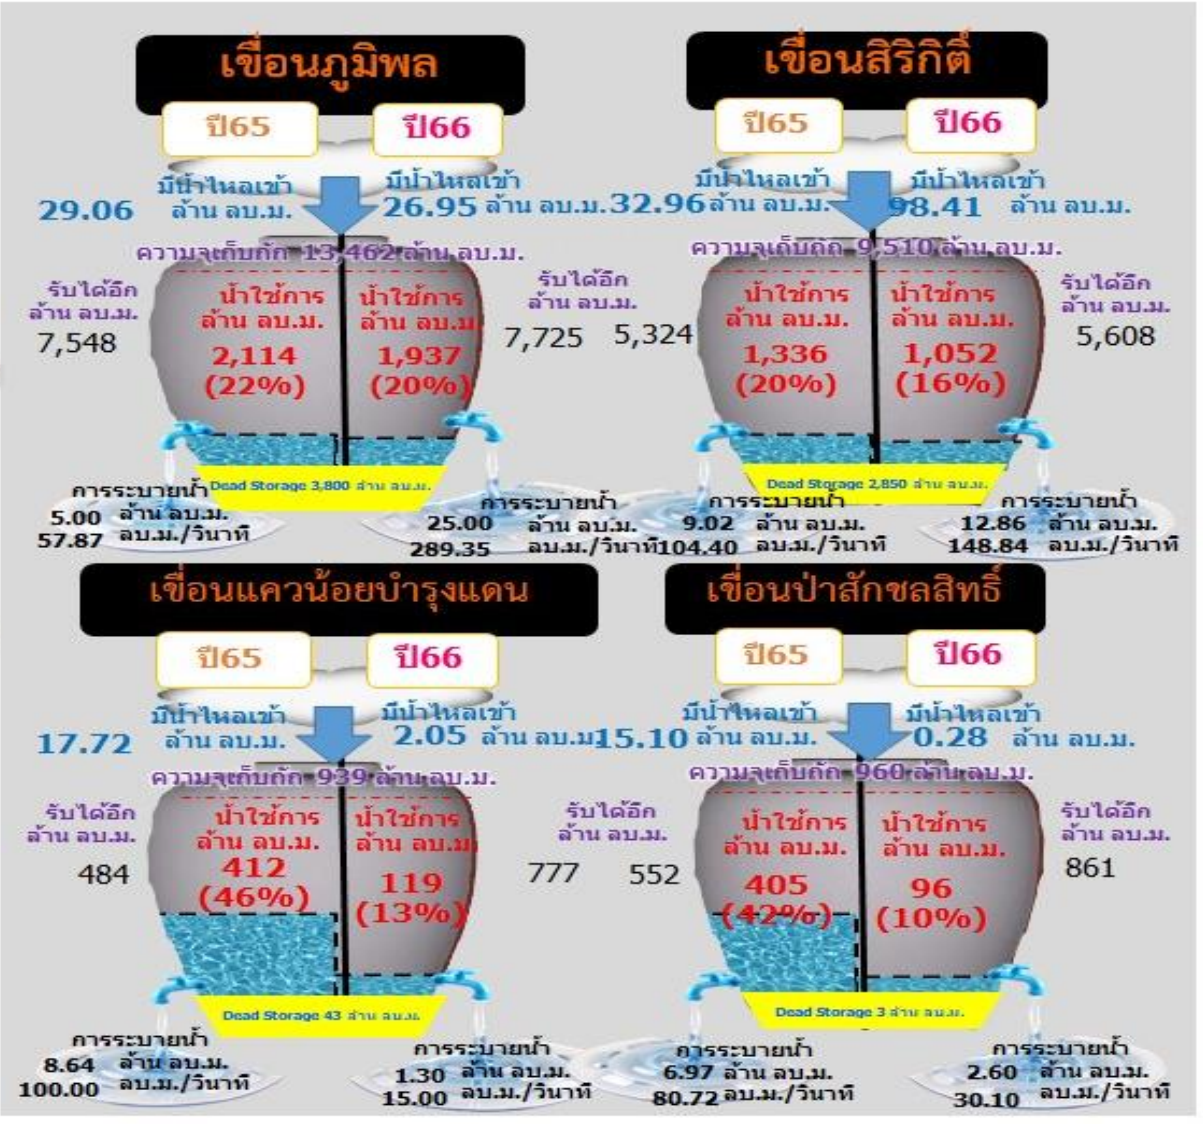 เขื่อนภูมิพล
ปี65 ปี66
มีน้ำไหลเข้า มีน้ำไหลเข้า
29.06 ล้าน ลบ.ม. 26.95 ล้าน ลบ.ม.
ความจุเก็บกัก 13,462 ล้าน ลบ.ม.
รับได้อีก น้ำใช้การ น้ำใช้การ รับได้อีก
ล้าน ลบ.ม. ล้าน ลบ.ม. ล้าน ลบ.ม ล้าน ลบ.ม.
7,548 2,114 1,937 7,725
(22%) (20%)
Dead Storage 3,800 ล้าน ลบ.ม.
การระบายน้ำ การระบายน้ำ
5.00 ล้าน ลบ.ม. 25.00 ล้าน ลบ.ม.
57.87 ลบ.ม./วินาที 289.35 ลบ.ม./วินาที
เขื่อนสิริกิติ์
ปี65 ปี66
มีน้ำไหลเข้า มีน้ำไหลเข้า
32.96 ล้าน ลบ.ม. 98.41 ล้าน ลบ.ม.
ความจุเก็บกัก 9,510 ล้าน ลบ.ม.
น้ำใช้การ น้ำใช้การ รับได้อีก
ล้าน ลบ.ม. ล้าน ลบ.ม. ล้าน ลบ.ม.
5,324 1,336 1,052 5,608
(20%) (16%)
Dead Storage 2,850 ล้าน ลบ.ม.
การระบายน้ำ การระบายน้ำ
9.02 ล้าน ลบ.ม. 12.86 ล้าน ลบ.ม.
104.40 ลบ.ม./วินาที 148.84 ลบ.ม./วินาที
เขื่อนแควน้อยบำรุงแดน
ปี65 ปี66
มีน้ำไหลเข้า มีน้ำไหลเข้า
17.72 ล้าน ลบ.ม. 2.05 ล้าน ลบ.ม
ความจุเก็บกัก 939 ล้าน ลบ.ม.
รับได้อีก น้ำใช้การ น้ำใช้การ รับได้อีก
ล้าน ลบ.ม. ล้าน ลบ.ม. ล้าน ลบ.ม ล้าน ลบ.ม.
484 412 119 777
(46%) (13%)
Dead Storage 43 ล้าน ลบ.ม.
การระบายน้ำ การระบายน้ำ
8.64 ล้าน ลบ.ม. 1.30 ล้าน ลบ.ม.
100.00 ลบ.ม./วินาที 15.00 ลบ.ม./วินาที
เขื่อนป่าสักชลสิทธิ์
ปี65 ปี66
มีน้ำไหลเข้า มีน้ำไหลเข้า
15.10 ล้าน ลบ.ม. 0.28 ล้าน ลบ.ม.
ความจุเก็บกัก 960 ล้าน ลบ.ม.
น้ำใช้การ น้ำใช้การ รับได้อีก
ล้าน ลบ.ม. ล้าน ลบ.ม. ล้าน ลบ.ม.
552 405 96 861
(42%) (10%)
Dead Storage 3 ล้าน ลบ.ม.
การระบายน้ำ การระบายน้ำ
6.97 ล้าน ลบ.ม. 2.60 ล้าน ลบ.ม.
80.72 ลบ.ม./วินาที 30.10 ลบ.ม./วินาที